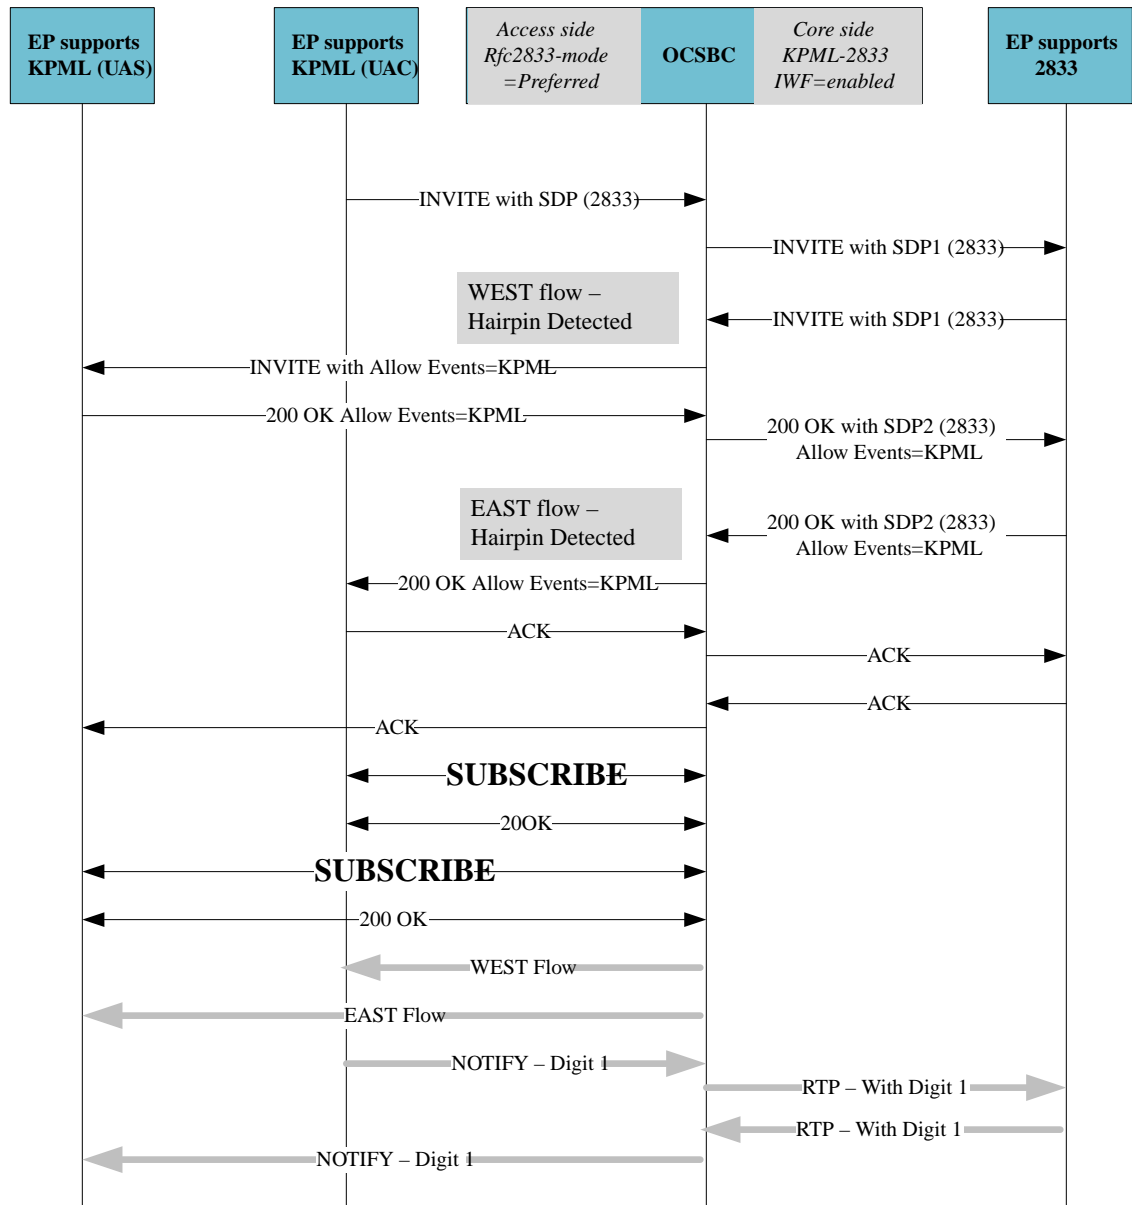 EP supports
KPML (UAS)
EP supports
KPML (UAC)
Access side
Rfc2833-mode
=Preferred
OCSBC
Core side
KPML-2833
IWF=enabled
EP supports
2833
INVITE with SDP (2833)
INVITE with SDP1 (2833)
WEST flow –
Hairpin Detected
INVITE with SDP1 (2833)
INVITE with Allow Events=KPML
200 OK Allow Events=KPML
200 OK with SDP2 (2833)
Allow Events=KPML
EAST flow –
Hairpin Detected
200 OK with SDP2 (2833)
Allow Events=KPML
200 OK Allow Events=KPML
ACK
ACK
ACK
ACK
SUBSCRIBE
20OK
SUBSCRIBE
200 OK
WEST Flow
EAST Flow
NOTIFY – Digit 1
RTP – With Digit 1
RTP – With Digit 1
NOTIFY – Digit 1